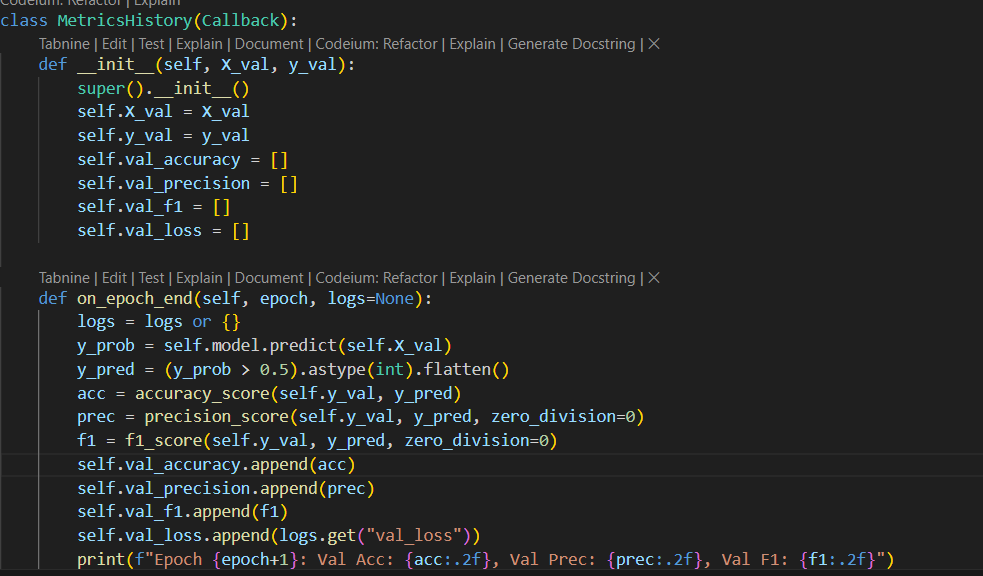 Codeium: Refactor | Explain
class MetricsHistory(Callback):
Tabnine | Edit | Test | Explain | Document | Codeium: Refactor | Explain | Generate Docstring | ×
def __init__(self, X_val, y_val):
super().__init__()
self.X_val = X_val
self.y_val = y_val
self.val_accuracy = []
self.val_precision = []
self.val_f1 = []
self.val_loss = []
Tabnine | Edit | Test | Explain | Document | Codeium: Refactor | Explain | Generate Docstring | ×
def on_epoch_end(self, epoch, logs=None):
logs = logs or {}
y_prob = self.model.predict(self.X_val)
y_pred = (y_prob > 0.5).astype(int).flatten()
acc = accuracy_score(self.y_val, y_pred)
prec = precision_score(self.y_val, y_pred, zero_division=0)
f1 = f1_score(self.y_val, y_pred, zero_division=0)
self.val_accuracy.append(acc)
self.val_precision.append(prec)
self.val_f1.append(f1)
self.val_loss.append(logs.get("val_loss"))
print(f"Epoch {epoch+1}: Val Acc: {acc:.2f}, Val Prec: {prec:.2f}, Val F1: {f1:.2f}")